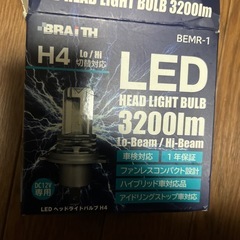 HEAD LIGHT BULB 3200lm
BRAITH
BEMR-1
H4 Lo / Hi
切替対応
LED
HEAD LIGHT BULB
3200lm
Lo-Beam / Hi-Beam
車検対応
1年保証
ファンレスコンパクト設計
ハイブリッド車対応品
アイドリングストップ車対応
DC12V
専用
LED ヘッドライトバルブ H4